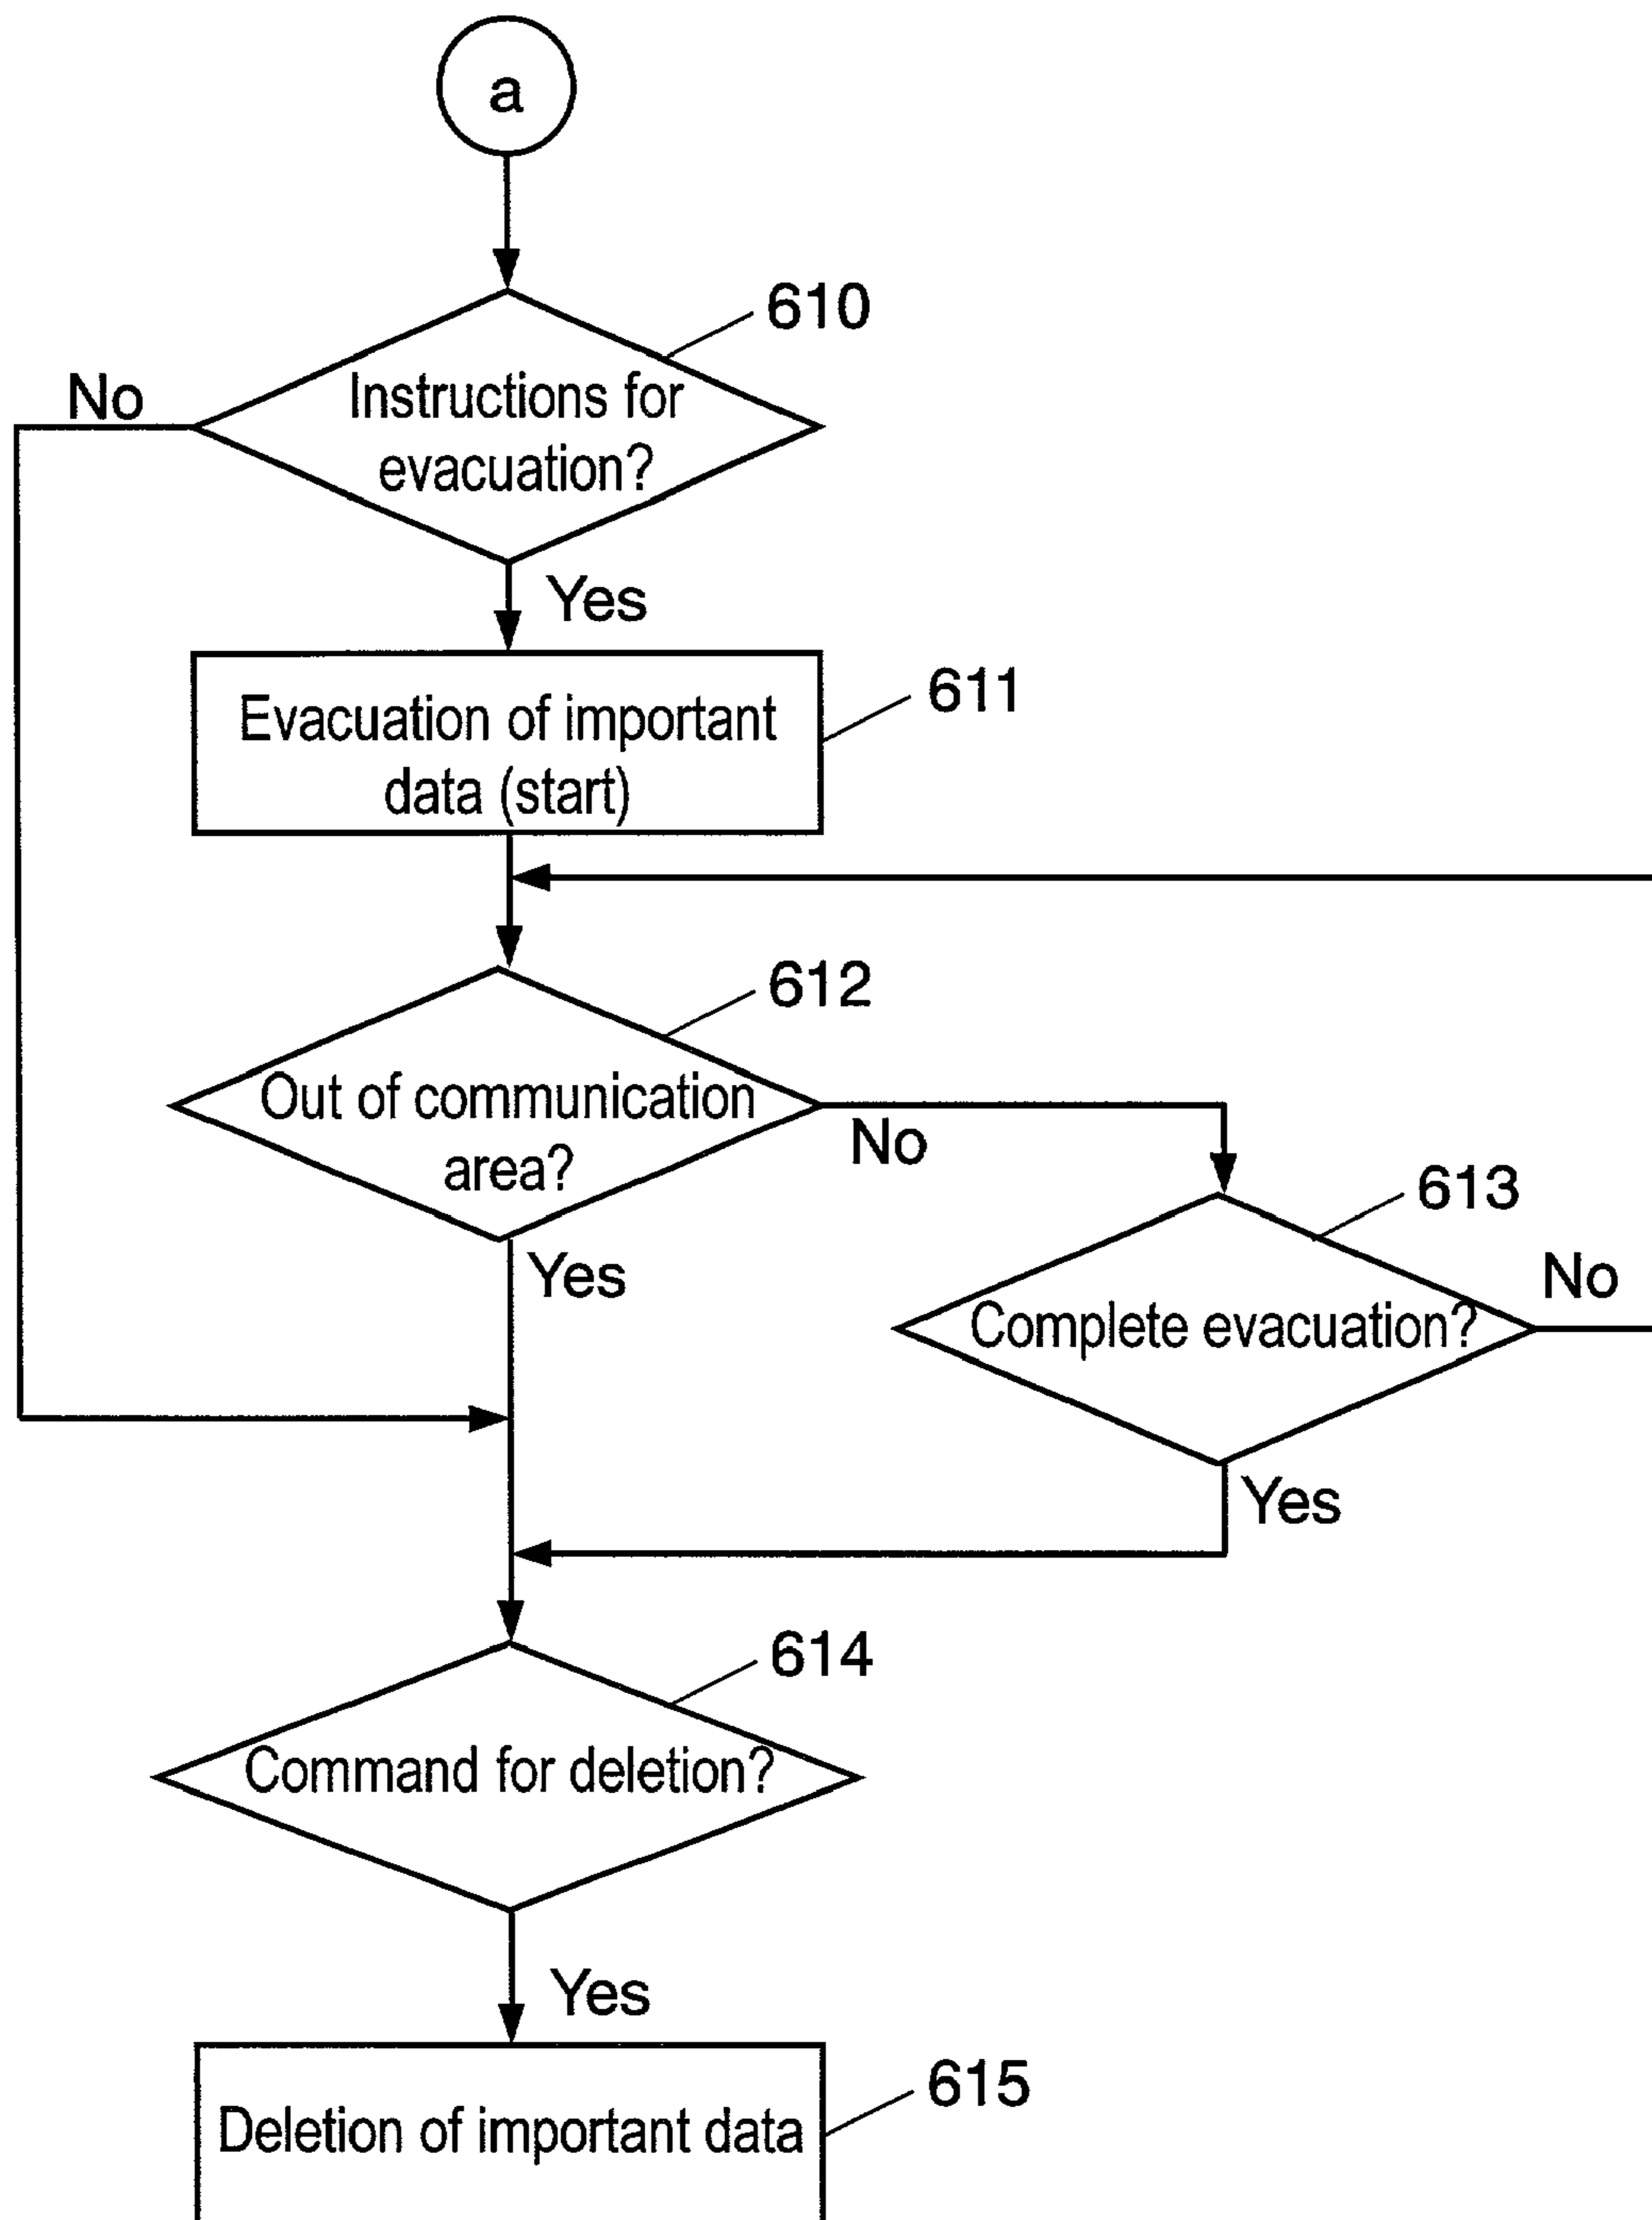 a
610
No
Instructions for
evacuation?
Yes
611
Evacuation of important
data (start)
612
Out of communication
area?
No
613
Yes
No
Complete evacuation?
Yes
614
Command for deletion?
Yes
615
Deletion of important data